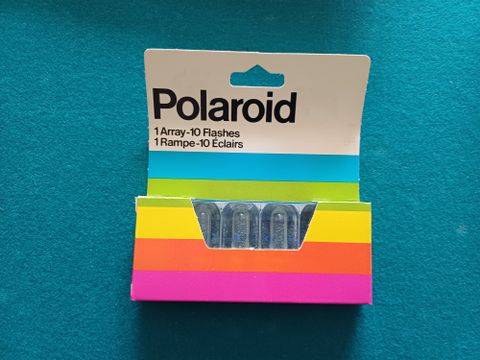 Polaroid
1 Array-10 Flashes
1 Rampe-10 Éclairs